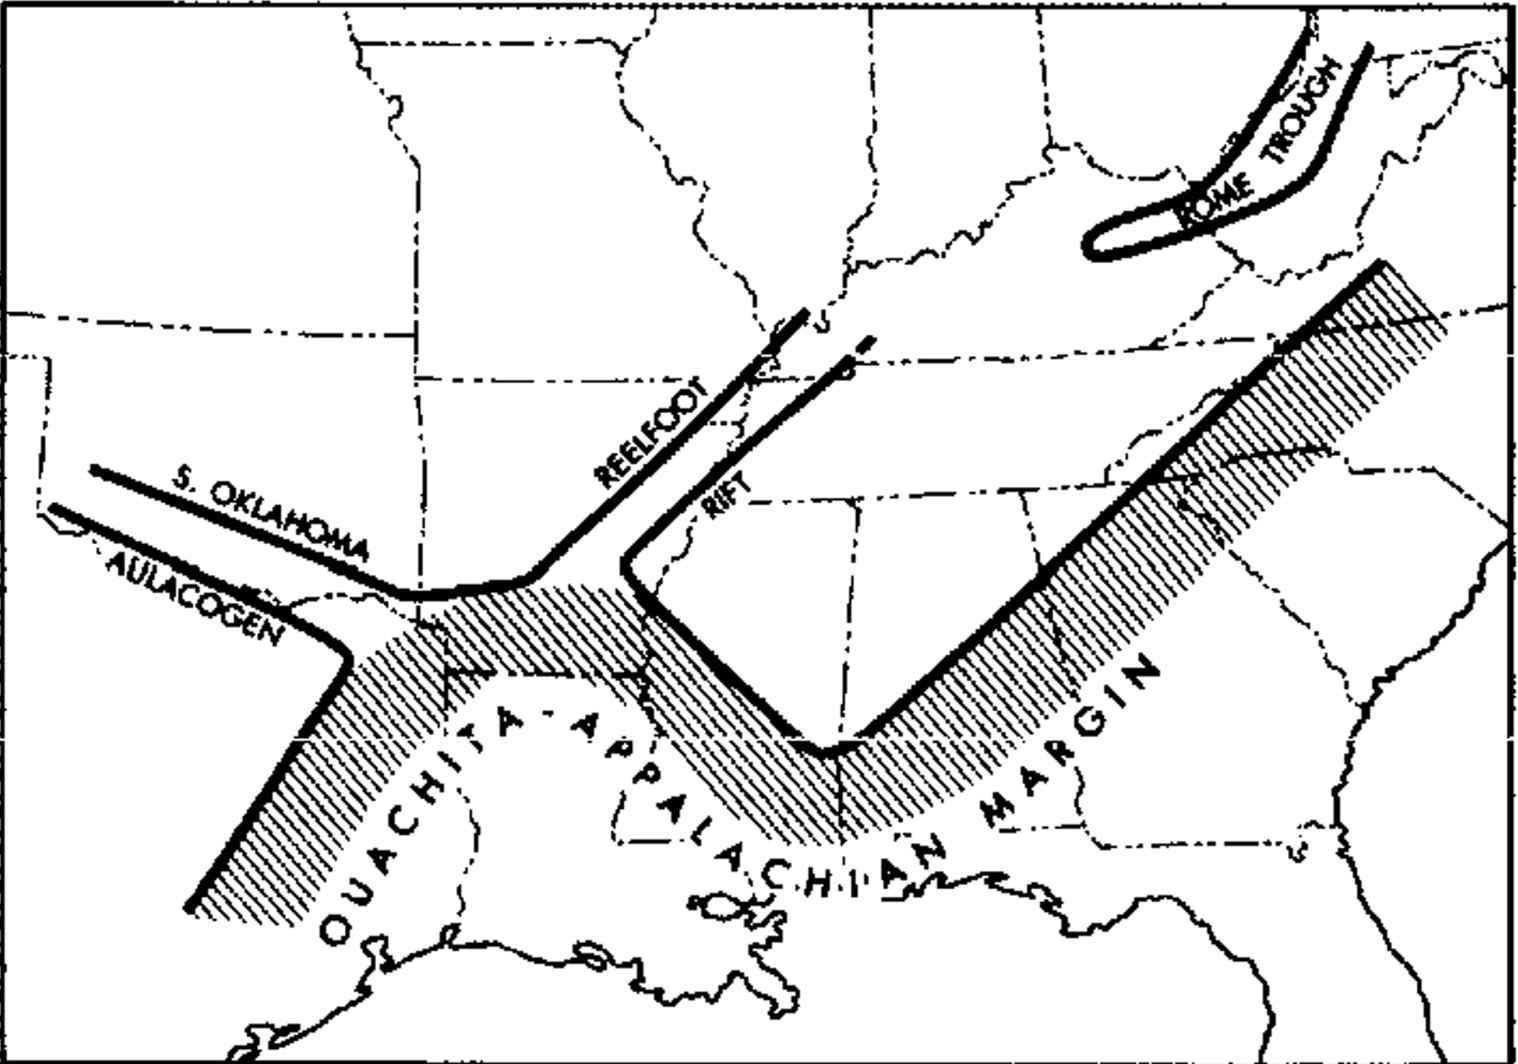 ROME TROUGH
REELFOOT
RIFT
S. OKLAHOMA
AULACOGEN
OUACHITA - APPALACHIAN MARGIN